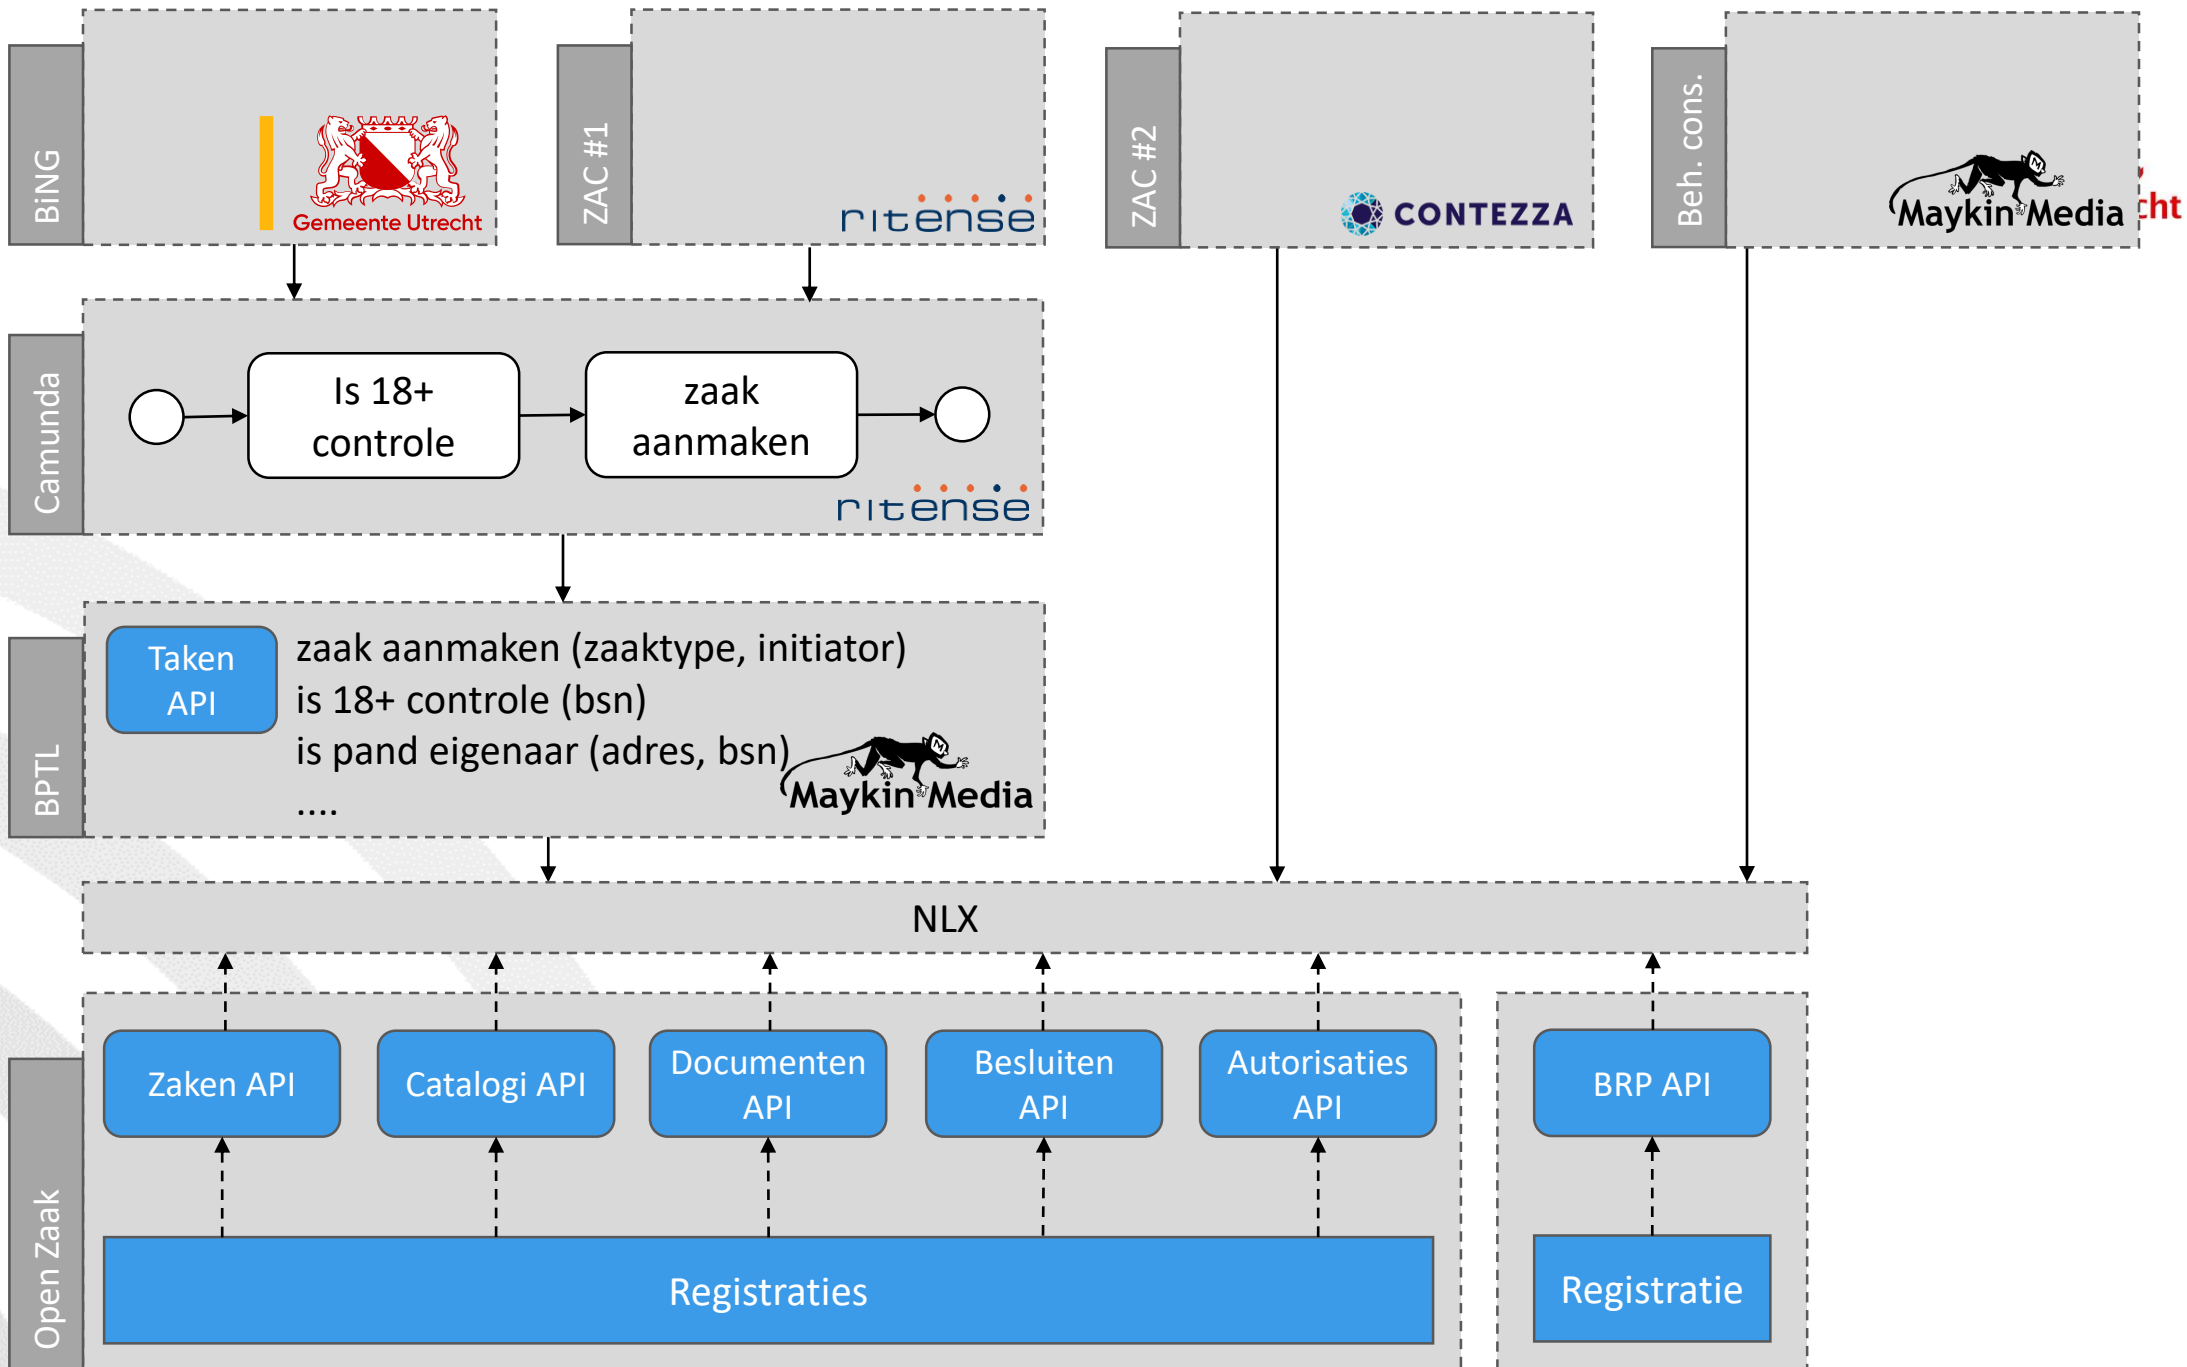 BiNG
Gemeente Utrecht
ZAC #1
ritense
ZAC #2
CONTEZZA
Beh. cons.
Maykin Media
cht
Camunda
Is 18+
controle
zaak
aanmaken
ritense
BPTL
Taken
API
zaak aanmaken (zaaktype, initiator)
is 18+ controle (bsn)
is pand eigenaar (adres, bsn)
....
Maykin Media
NLX
Open Zaak
Zaken API
Catalogi API
Documenten
API
Besluiten
API
Autorisaties
API
BRP API
Registraties
Registratie